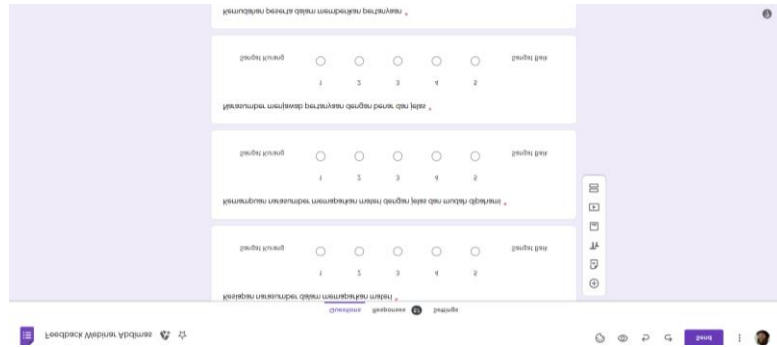 Feedback Webinar Abdimas
Send
Questions Responses Settings
Kesiapan narasumber dalam memaparkan materi *
1 2 3 4 5
Sangat Kurang Sangat Baik
Kemampuan narasumber memaparkan materi dengan jelas dan mudah dipahami *
1 2 3 4 5
Sangat Kurang Sangat Baik
Narasumber menjawab pertanyaan dengan benar dan jelas *
1 2 3 4 5
Sangat Kurang Sangat Baik
Kemudahan peserta dalam memberikan pertanyaan *